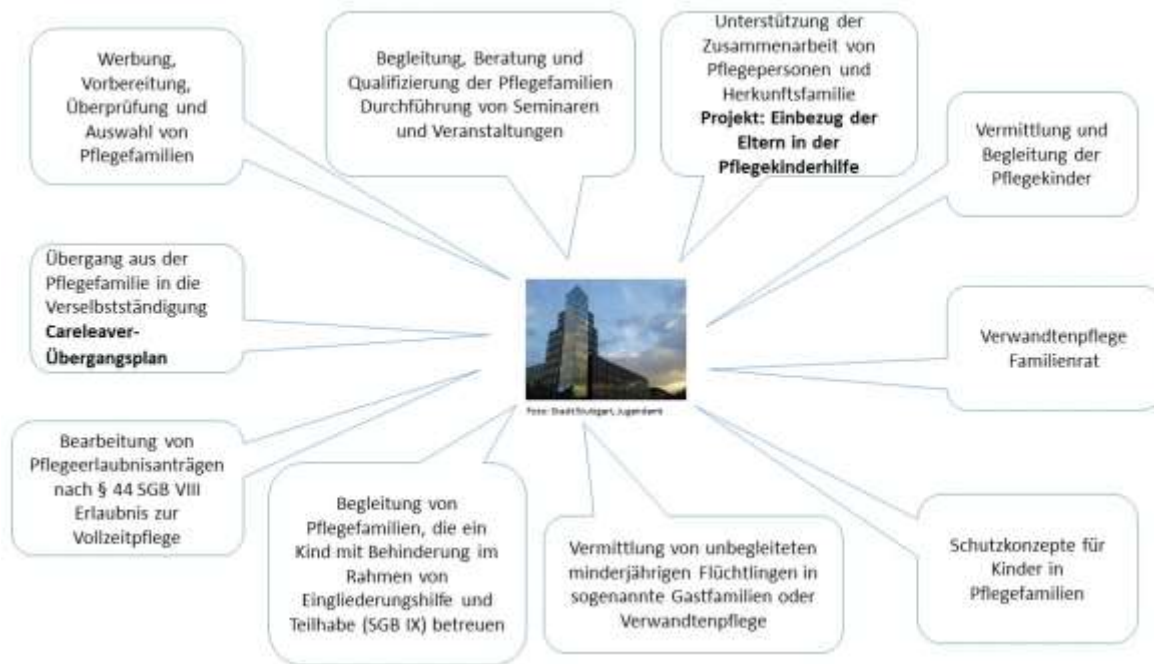 Werbung,
Vorbereitung,
Überprüfung und
Auswahl von
Pflegefamilien
Begleitung, Beratung und
Qualifizierung der Pflegefamilien
Durchführung von Seminaren
und Veranstaltungen
Unterstützung der
Zusammenarbeit von
Pflegepersonen und
Herkunftsfamilie
Projekt: Einbezug der
Eltern in der
Pflegekinderhilfe
Vermittlung und
Begleitung der
Pflegekinder
Übergang aus der
Pflegefamilie in die
Verselbstständigung
Careleaver-
Übergangsplan
Verwandtenpflege
Familienrat
Foto: Stadt Stuttgart, Jugendamt
Bearbeitung von
Pflegeerlaubnisanträgen
nach § 44 SGB VIII
Erlaubnis zur
Vollzeitpflege
Begleitung von
Pflegefamilien, die ein
Kind mit Behinderung im
Rahmen von
Eingliederungshilfe und
Teilhabe (SGB IX) betreuen
Vermittlung von unbegleiteten
minderjährigen Flüchtlingen in
sogenannte Gastfamilien oder
Verwandtenpflege
Schutzkonzepte für
Kinder in
Pflegefamilien